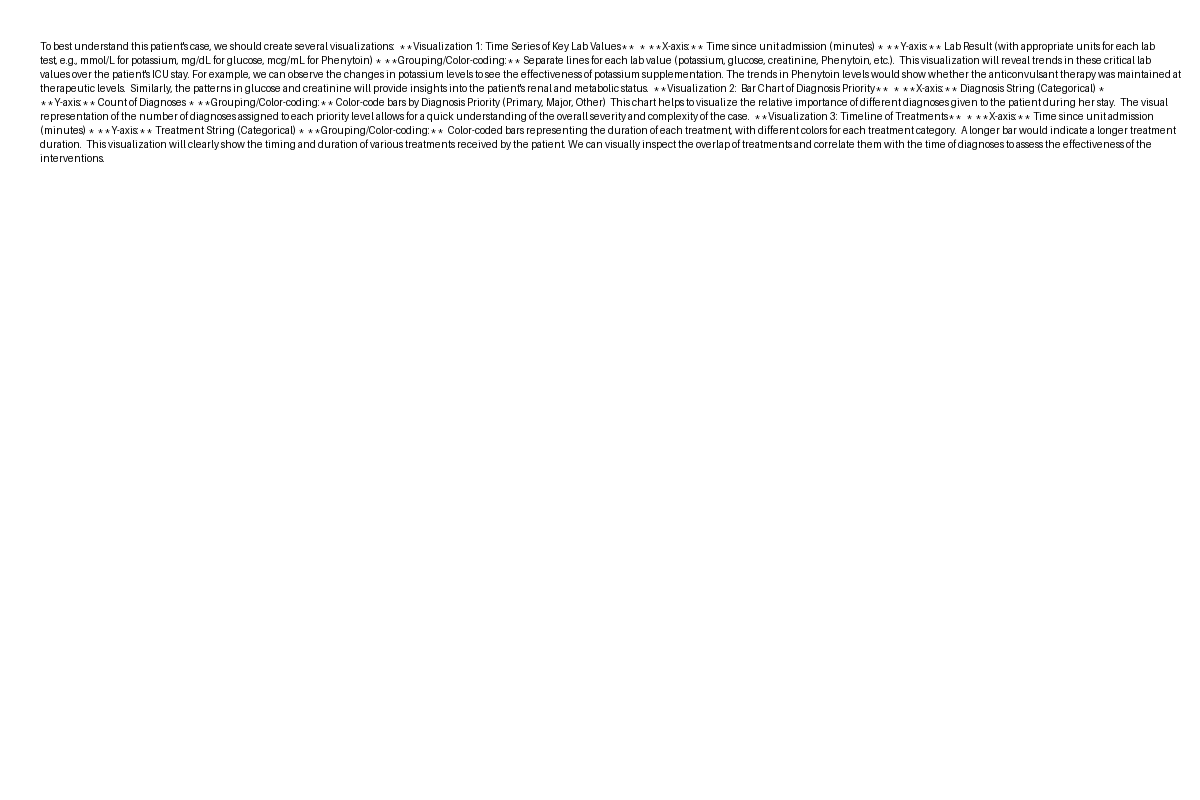 To best understand this patient's case, we should create several visualizations:  **Visualization 1: Time Series of Key Lab Values**  * **X-axis:** Time since unit admission (minutes) * **Y-axis:** Lab Result (with appropriate units for each lab
test, e.g., mmol/L for potassium, mg/dL for glucose, mcg/mL for Phenytoin) * **Grouping/Color-coding:** Separate lines for each lab value (potassium, glucose, creatinine, Phenytoin, etc.).  This visualization will reveal trends in these critical lab
values over the patient's ICU stay. For example, we can observe the changes in potassium levels to see the effectiveness of potassium supplementation. The trends in Phenytoin levels would show whether the anticonvulsant therapy was maintained at
therapeutic levels.  Similarly, the patterns in glucose and creatinine will provide insights into the patient's renal and metabolic status.  **Visualization 2:  Bar Chart of Diagnosis Priority**  * **X-axis:** Diagnosis String (Categorical) *
**Y-axis:** Count of Diagnoses * **Grouping/Color-coding:** Color-code bars by Diagnosis Priority (Primary, Major, Other)  This chart helps to visualize the relative importance of different diagnoses given to the patient during her stay.  The visual
representation of the number of diagnoses assigned to each priority level allows for a quick understanding of the overall severity and complexity of the case.  **Visualization 3: Timeline of Treatments**  * **X-axis:** Time since unit admission
(minutes) * **Y-axis:** Treatment String (Categorical) * **Grouping/Color-coding:** Color-coded bars representing the duration of each treatment, with different colors for each treatment category.  A longer bar would indicate a longer treatment
duration.  This visualization will clearly show the timing and duration of various treatments received by the patient. We can visually inspect the overlap of treatments and correlate them with the time of diagnoses to assess the effectiveness of the
interventions.